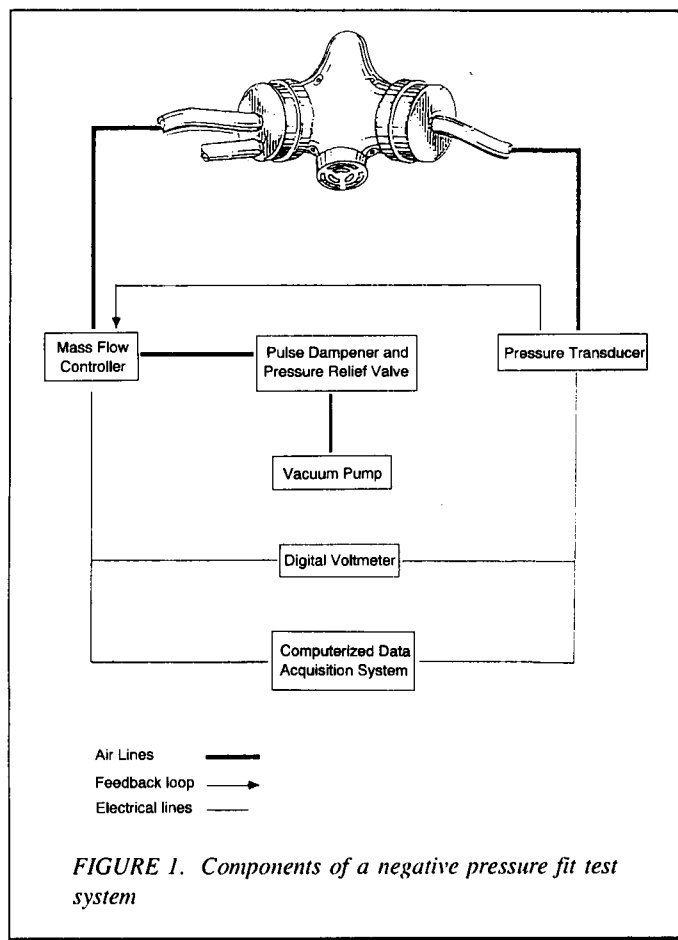 Mass Flow
Controller
Pulse Dampener and
Pressure Relief Valve
Pressure Transducer
Vacuum Pump
Digital Voltmeter
Computerized Data
Acquisition System
Air Lines
Feedback loop
Electrical lines
FIGURE 1. Components of a negative pressure fit test
system